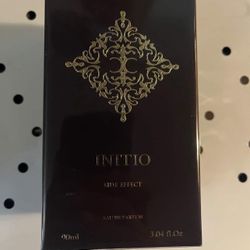 INITIO
SIDE EFFECT
EAU DE PARFUM
90ml 3.04 fl.Oz